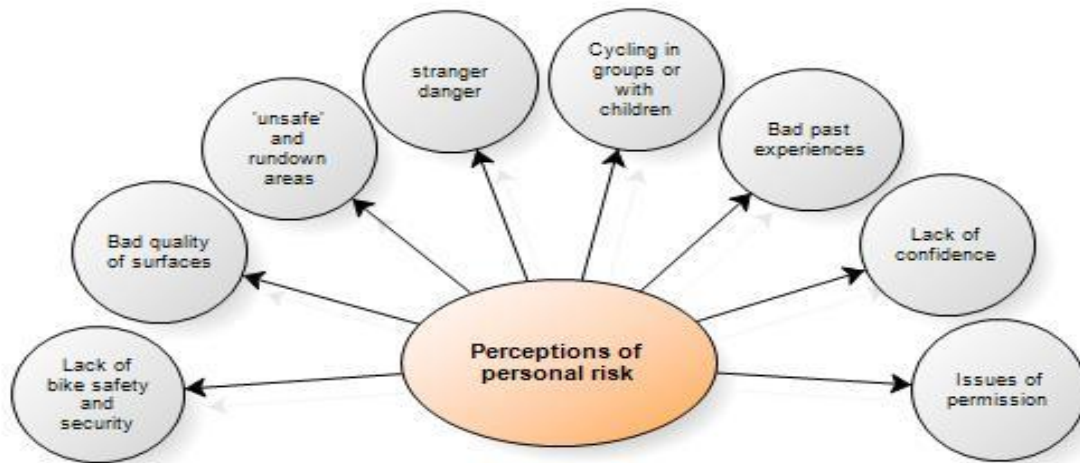 Cycling in
groups or
with
children
stranger
danger
"unsafe"
and
rundown
areas
Bad past
experiences
Bad quality
of surfaces
Lack of
confidence
Perceptions of
personal risk
Lack of
bike safety
and
security
Issues of
permission